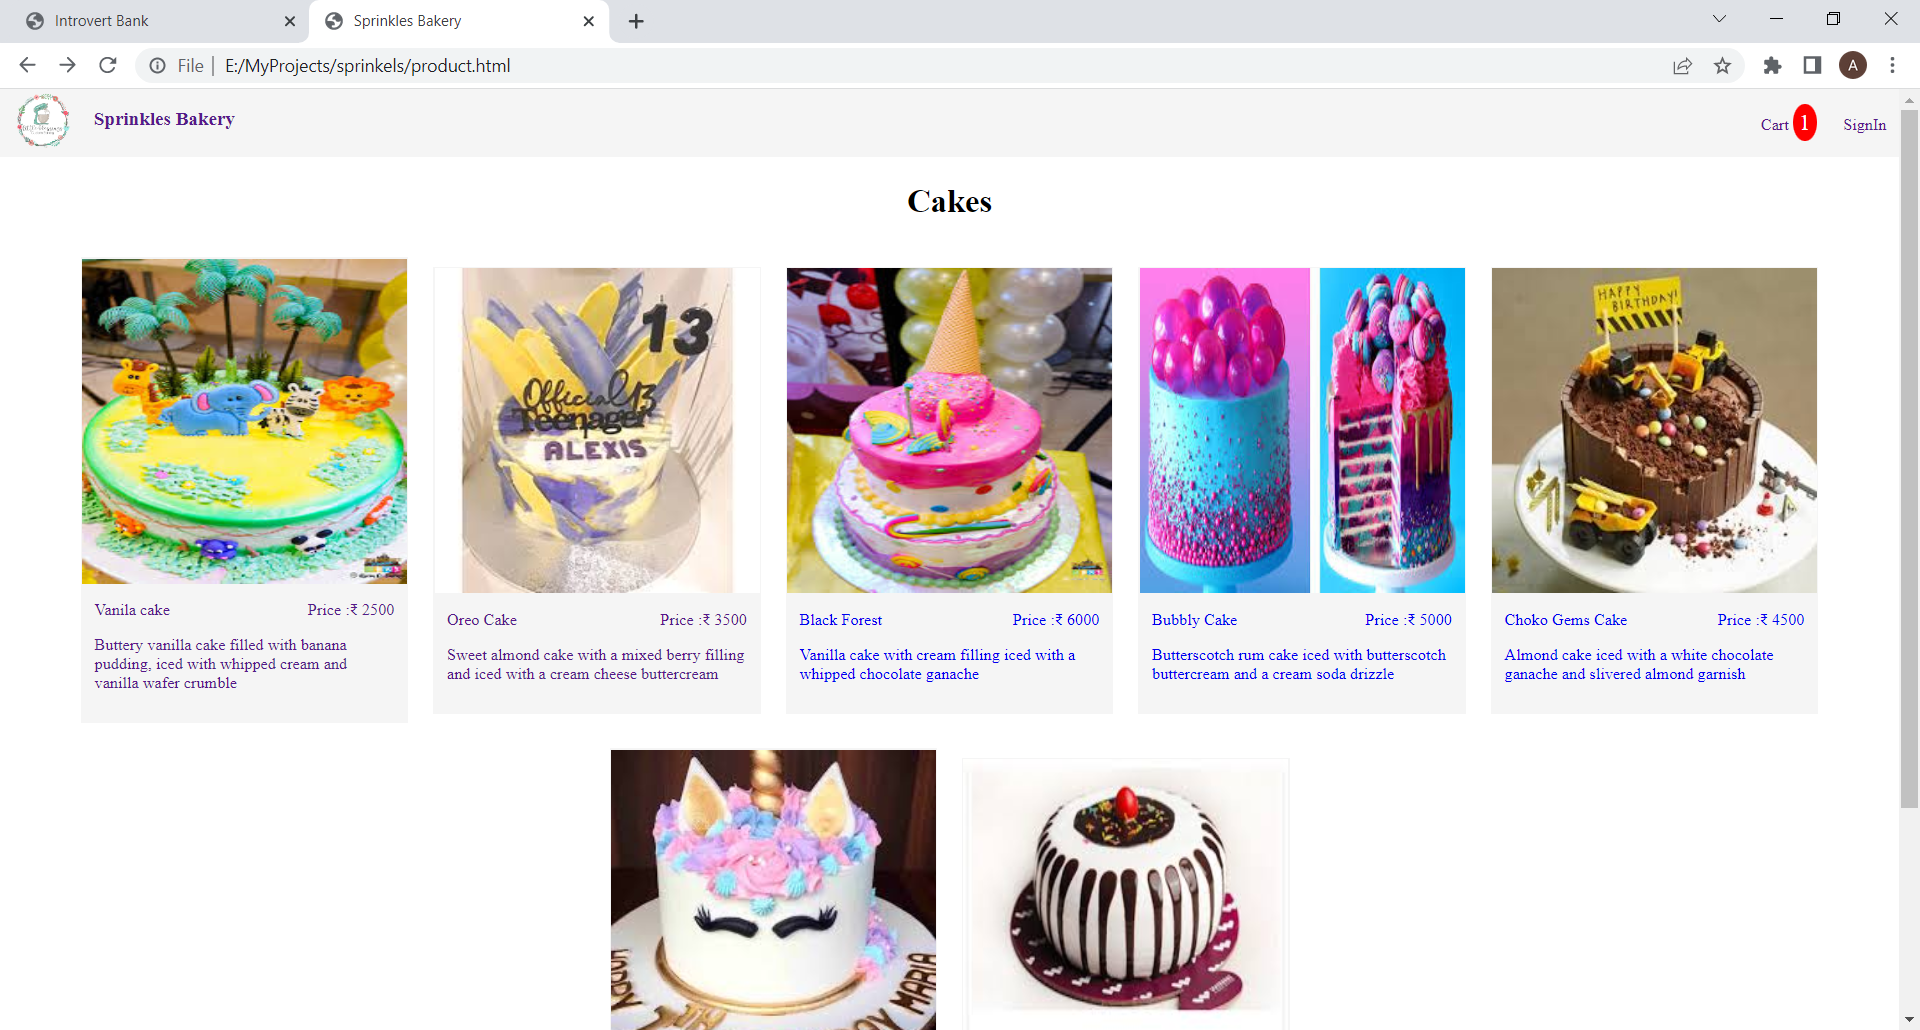 Introvert Bank
Sprinkles Bakery
File
E:/MyProjects/sprinkels/product.html
A
Sprinkles Bakery
Cart 1
SignIn
Cakes
13
Official 13
Teenager
ALEXIS
HAPPY
BIRTHDAY!
Vanila cake
Price :₹ 2500
Buttery vanilla cake filled with banana
pudding, iced with whipped cream and
vanilla wafer crumble
Oreo Cake
Price :₹ 3500
Sweet almond cake with a mixed berry filling
and iced with a cream cheese buttercream
Black Forest
Price :₹ 6000
Vanilla cake with cream filling iced with a
whipped chocolate ganache
Bubbly Cake
Price :₹ 5000
Butterscotch rum cake iced with butterscotch
buttercream and a cream soda drizzle
Choko Gems Cake
Price :₹ 4500
Almond cake iced with a white chocolate
ganache and slivered almond garnish
MARIA